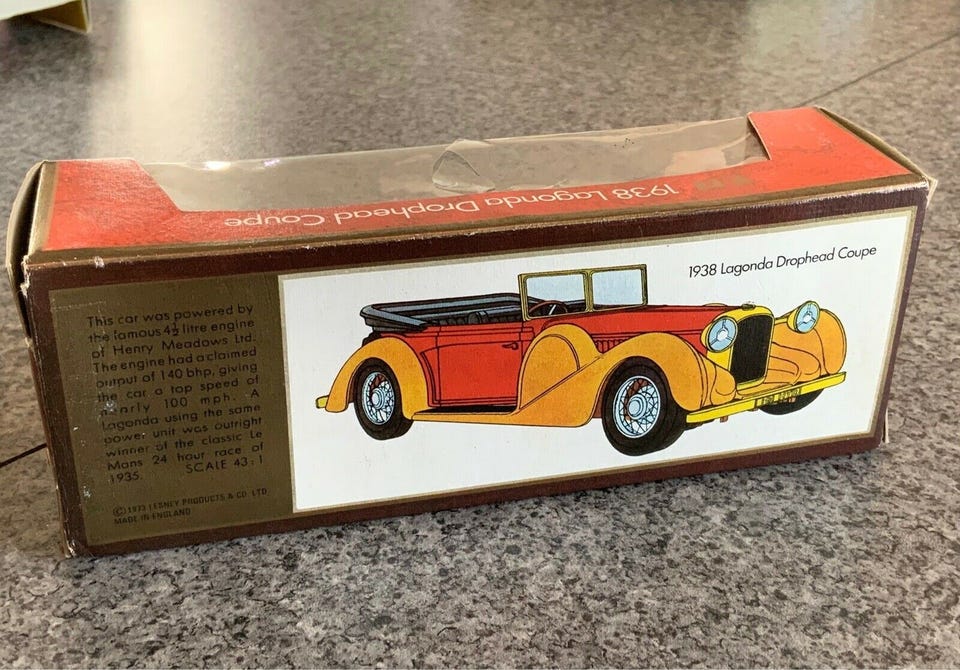 1938 Lagonda Drophead Coupe
1938 Lagonda Drophead Coupe
This car was powered by
the famous 4½ litre engine
of Henry Meadows Ltd.
The engine had a claimed
output of 140 bhp, giving
the car a top speed of
nearly 100 mph. A
Lagonda using the same
power unit was outright
winner of the classic Le
Mans 24 hour race of
1935. SCALE 43:1
© 1973 LESNEY PRODUCTS & CO. LTD.
MADE IN ENGLAND